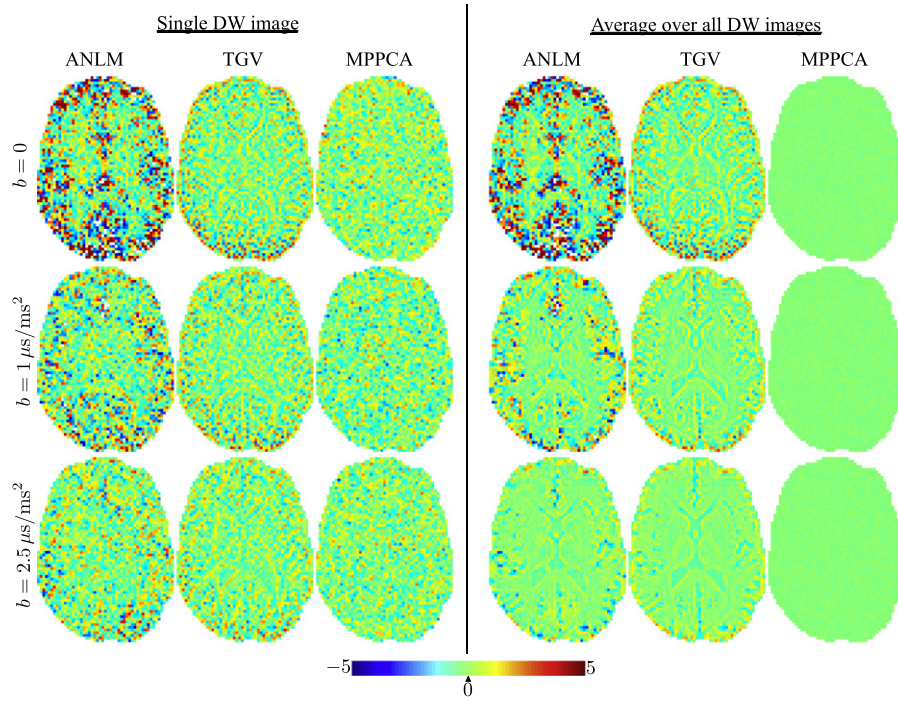 Single DW image
Average over all DW images
ANLM TGV MPPCA
ANLM TGV MPPCA
b = 0
b = 1 μs/ms²
b = 2.5 μs/ms²
−5 5
0